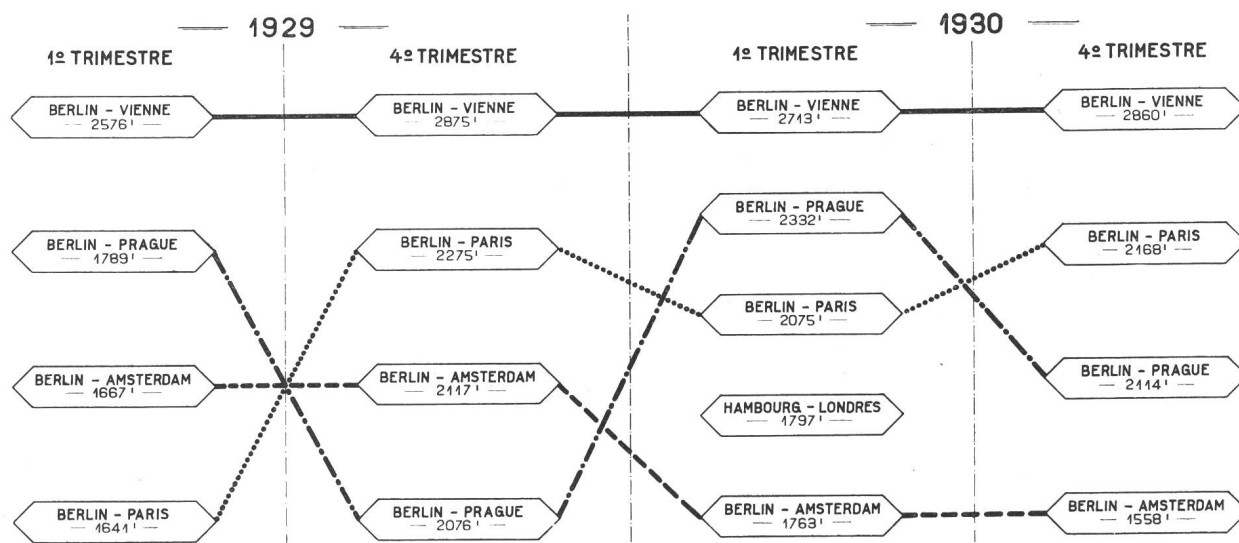 1929
1930
1º TRIMESTRE
4º TRIMESTRE
1º TRIMESTRE
4º TRIMESTRE
BERLIN - VIENNE
2576'
BERLIN - VIENNE
2875'
BERLIN - VIENNE
2713'
BERLIN - VIENNE
2860'
BERLIN - PRAGUE
1789'
BERLIN - PARIS
2275'
BERLIN - PRAGUE
2332'
BERLIN - PARIS
2168'
BERLIN - PARIS
2075'
BERLIN - AMSTERDAM
1667'
BERLIN - AMSTERDAM
2117'
BERLIN - PRAGUE
2114'
HAMBOURG - LONDRES
1797'
BERLIN - PARIS
1641'
BERLIN - PRAGUE
2076'
BERLIN - AMSTERDAM
1763'
BERLIN - AMSTERDAM
1558'